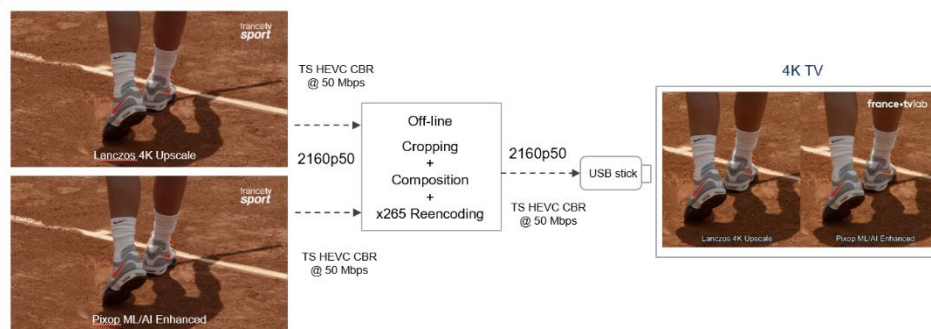 francetv
sport
Lanczos 4K Upscale
TS HEVC CBR
@ 50 Mbps
2160p50
francetv
sport
Pixop ML/AI Enhanced
TS HEVC CBR
@ 50 Mbps
Off-line
Cropping
+
Composition
+
x265 Reencoding
2160p50
TS HEVC CBR
@ 50 Mbps
USB stick
4K TV
france•tvlab
Lanczos 4K Upscale
Pixop ML/AI Enhanced